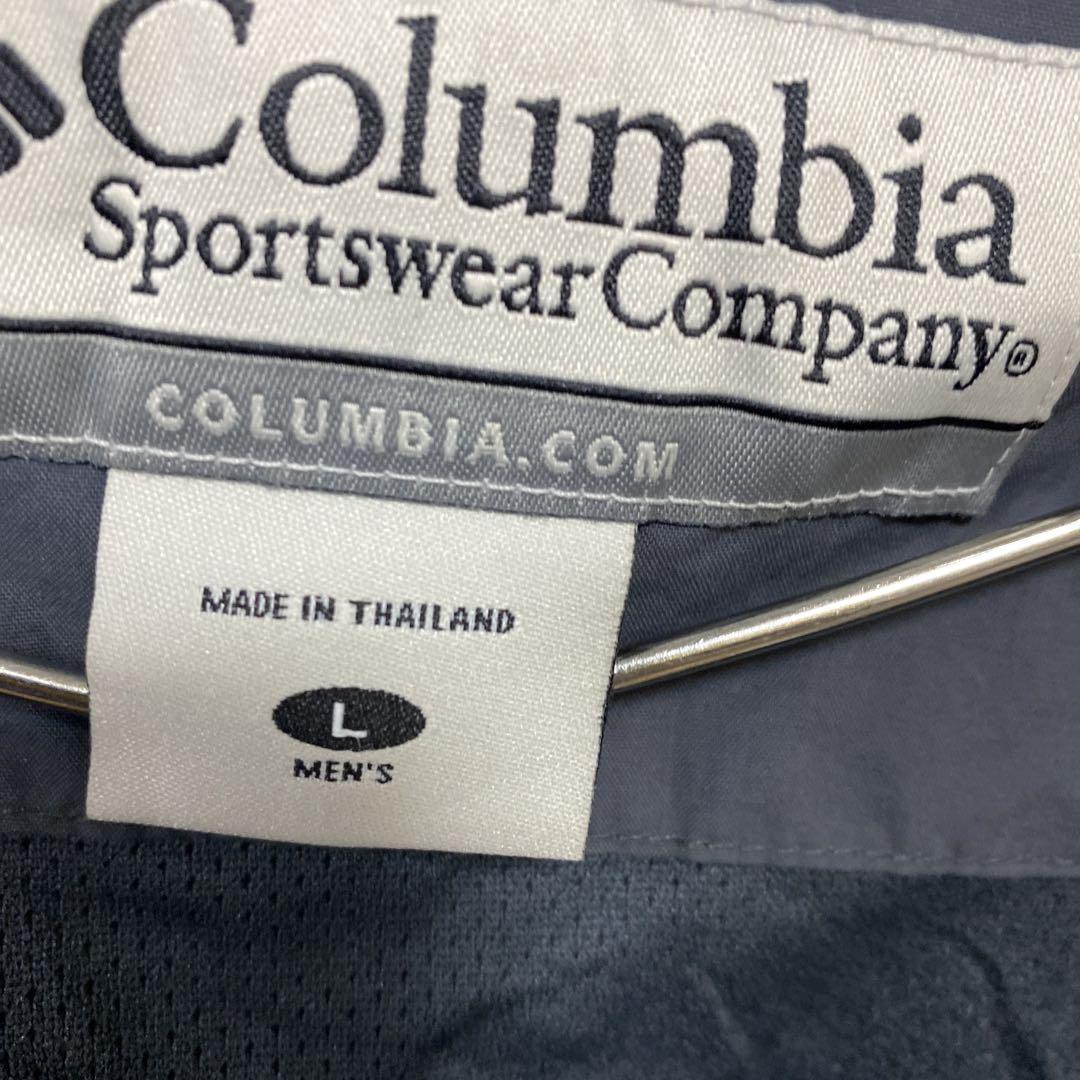 Columbia
Sportswear Company®
COLUMBIA.COM
MADE IN THAILAND
L
MEN'S